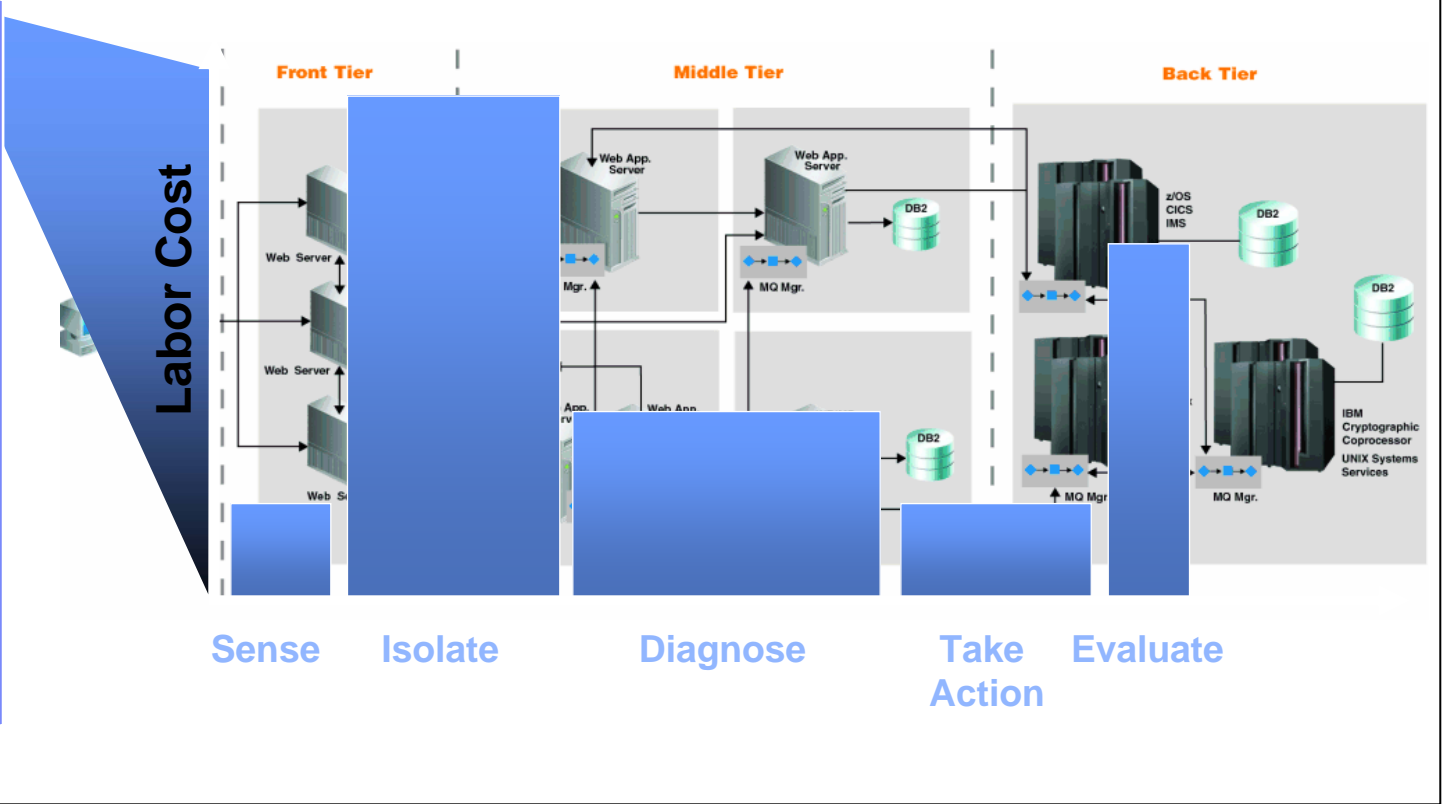 Front Tier
Middle Tier
Back Tier
Labor Cost
Web App.
Server
Web App.
Server
z/OS
CICS
IMS
DB2
DB2
Web Server
Mgr.
MQ Mgr.
DB2
Web Server
App.
Web App.
IBM
Cryptographic
Coprocessor
UNIX Systems
Services
DB2
Web
MQ Mgr
MQ Mgr.
Sense
Isolate
Diagnose
Take
Action
Evaluate